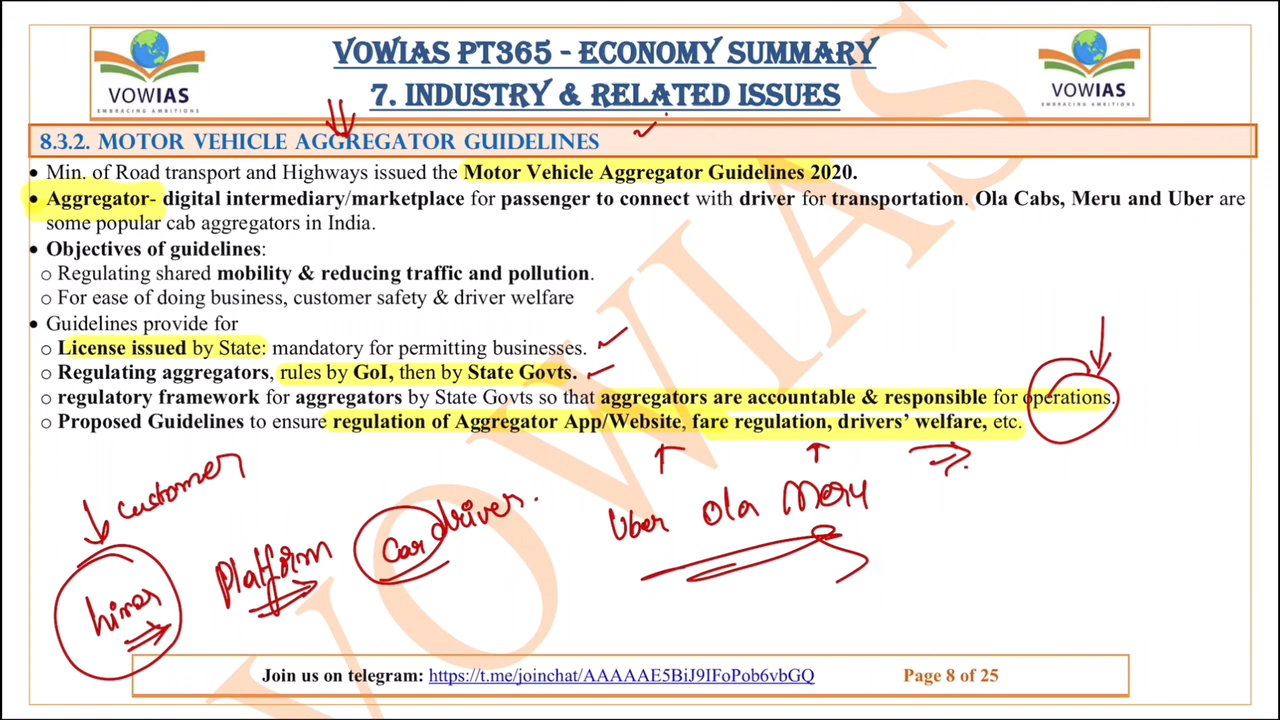 VOWIAS PT365 - ECONOMY SUMMARY
7. INDUSTRY & RELATED ISSUES
VOWIAS
EMBRACING AMBITIONS
VOWIAS
EMBRACING AMBITIONS
8.3.2. MOTOR VEHICLE AGGREGATOR GUIDELINES
• Min. of Road transport and Highways issued the Motor Vehicle Aggregator Guidelines 2020.
• Aggregator- digital intermediary/marketplace for passenger to connect with driver for transportation. Ola Cabs, Meru and Uber are
some popular cab aggregators in India.
• Objectives of guidelines:
o Regulating shared mobility & reducing traffic and pollution.
o For ease of doing business, customer safety & driver welfare
• Guidelines provide for
o License issued by State: mandatory for permitting businesses.
o Regulating aggregators, rules by GoI, then by State Govts.
o regulatory framework for aggregators by State Govts so that aggregators are accountable & responsible for operations.
o Proposed Guidelines to ensure regulation of Aggregator App/Website, fare regulation, drivers' welfare, etc.
customer
hires
Platform
Car driver.
Uber Ola Meru
VOWIAS
Join us on telegram: https://t.me/joinchat/AAAAAE5BiJ9IFoPob6vbGQ
Page 8 of 25